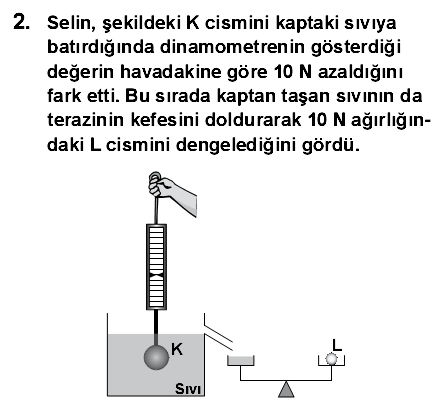 2. Selin, şekildeki K cismini kaptaki sıvıya
batırdığında dinamometrenin gösterdiği
değerin havadakine göre 10 N azaldığını
fark etti. Bu sırada kaptan taşan sıvının da
terazinin kefesini doldurarak 10 N ağırlığın-
daki L cismini dengelediğini gördü.
K
L
Sıvı